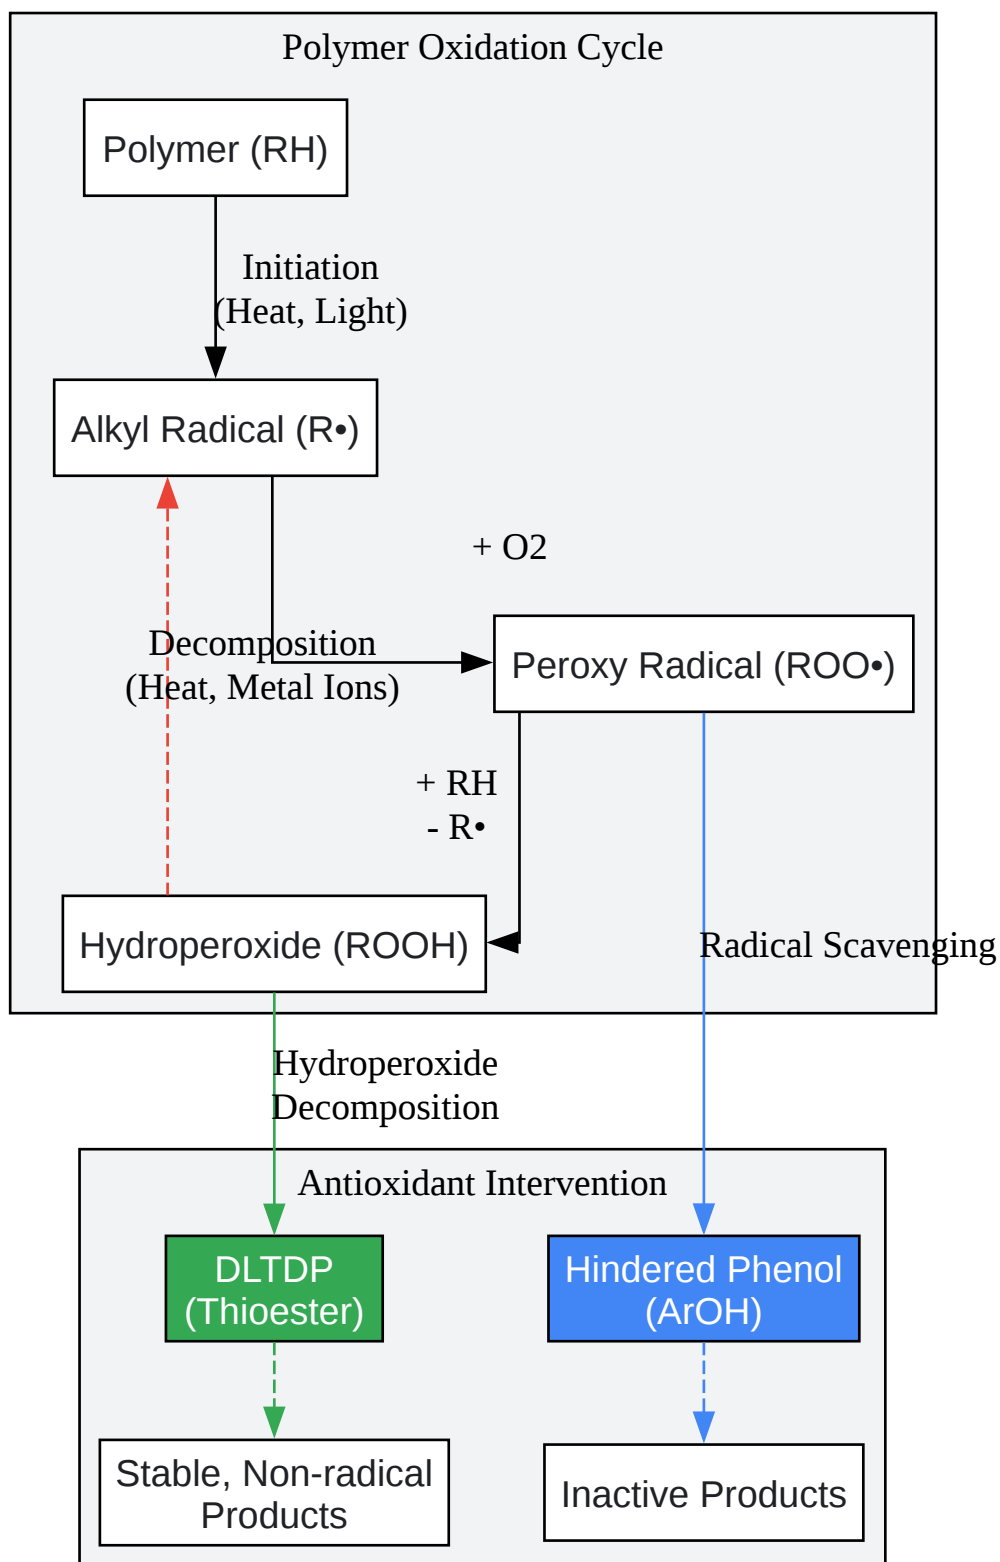 Polymer Oxidation Cycle
Polymer (RH)
Initiation
(Heat, Light)
Alkyl Radical (R•)
+ O2
Decomposition
(Heat, Metal Ions)
Peroxy Radical (ROO•)
+ RH
- R•
Hydroperoxide (ROOH)
Radical Scavenging
Hydroperoxide
Decomposition
Antioxidant Intervention
DLTDP
(Thioester)
Hindered Phenol
(ArOH)
Stable, Non-radical
Products
Inactive Products